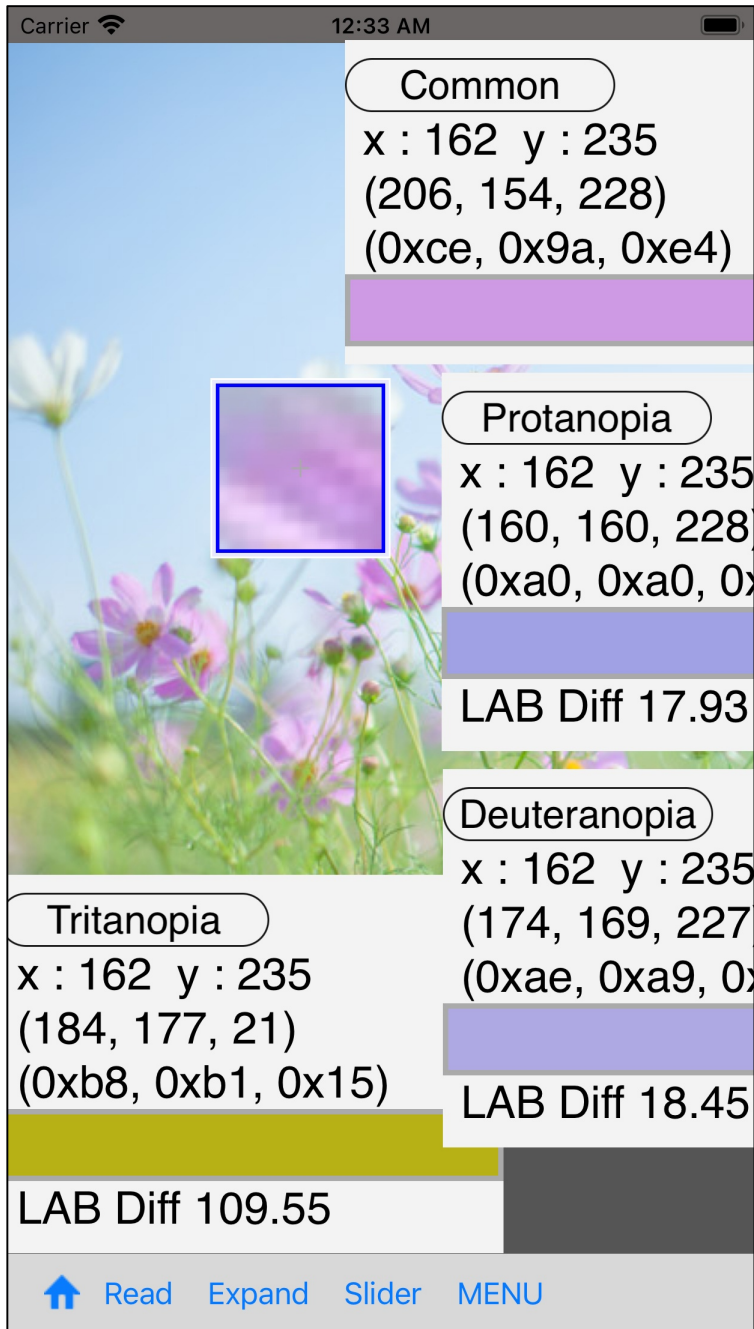 Carrier 12:33 AM
Common
x : 162 y : 235
(206, 154, 228)
(0xce, 0x9a, 0xe4)
Protanopia
x : 162 y : 235
(160, 160, 228)
(0xa0, 0xa0, 0x
LAB Diff 17.93
Deuteranopia
x : 162 y : 235
(174, 169, 227)
(0xae, 0xa9, 0x
LAB Diff 18.45
Tritanopia
x : 162 y : 235
(184, 177, 21)
(0xb8, 0xb1, 0x15)
LAB Diff 109.55
Read Expand Slider MENU